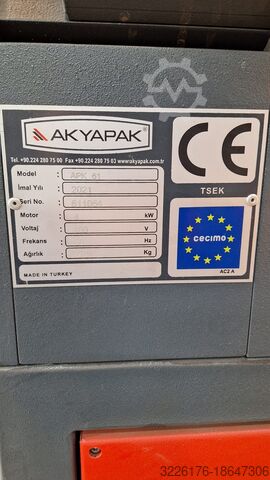 AKYAPAK®
Tel. +90.224 280 75 00 Fax +90.224 280 75 03 www.akyapak.com.tr
Model APK 61
İmal Yılı 2021
Seri No.
Motor 4 kW
Voltaj V
Frekans Hz
Ağırlık Kg
MADE IN TURKEY
CE
TSEK
cecimo
AC2 A
3226176-18647306